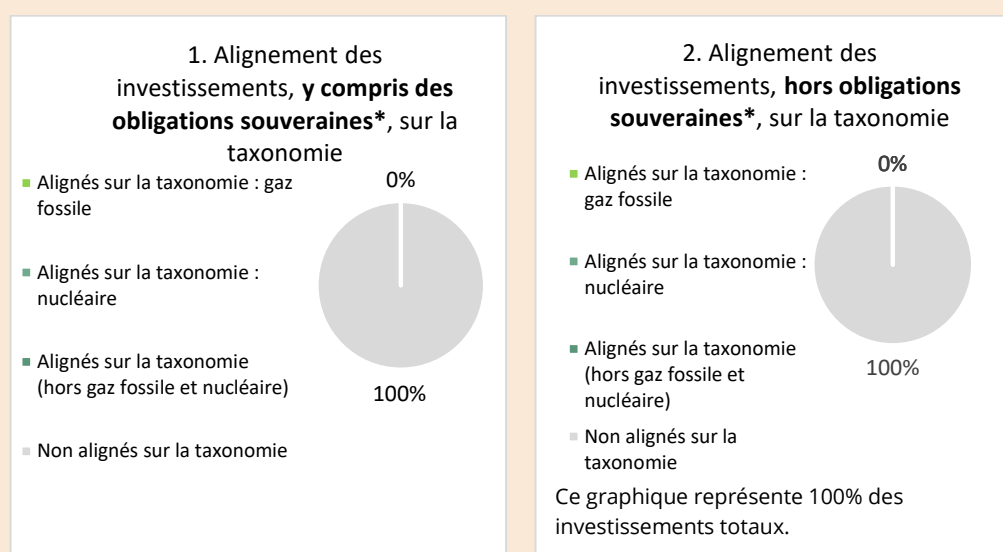 1. Alignement des
investissements, y compris des
obligations souveraines*, sur la
taxonomie
Alignés sur la taxonomie : gaz
fossile
Alignés sur la taxonomie :
nucléaire
Alignés sur la taxonomie
(hors gaz fossile et nucléaire)
Non alignés sur la taxonomie
0%
100%
2. Alignement des
investissements, hors obligations
souveraines*, sur la taxonomie
Alignés sur la taxonomie :
gaz fossile
Alignés sur la taxonomie :
nucléaire
Alignés sur la taxonomie
(hors gaz fossile et
nucléaire)
Non alignés sur la
taxonomie
0%
100%
Ce graphique représente 100% des
investissements totaux.